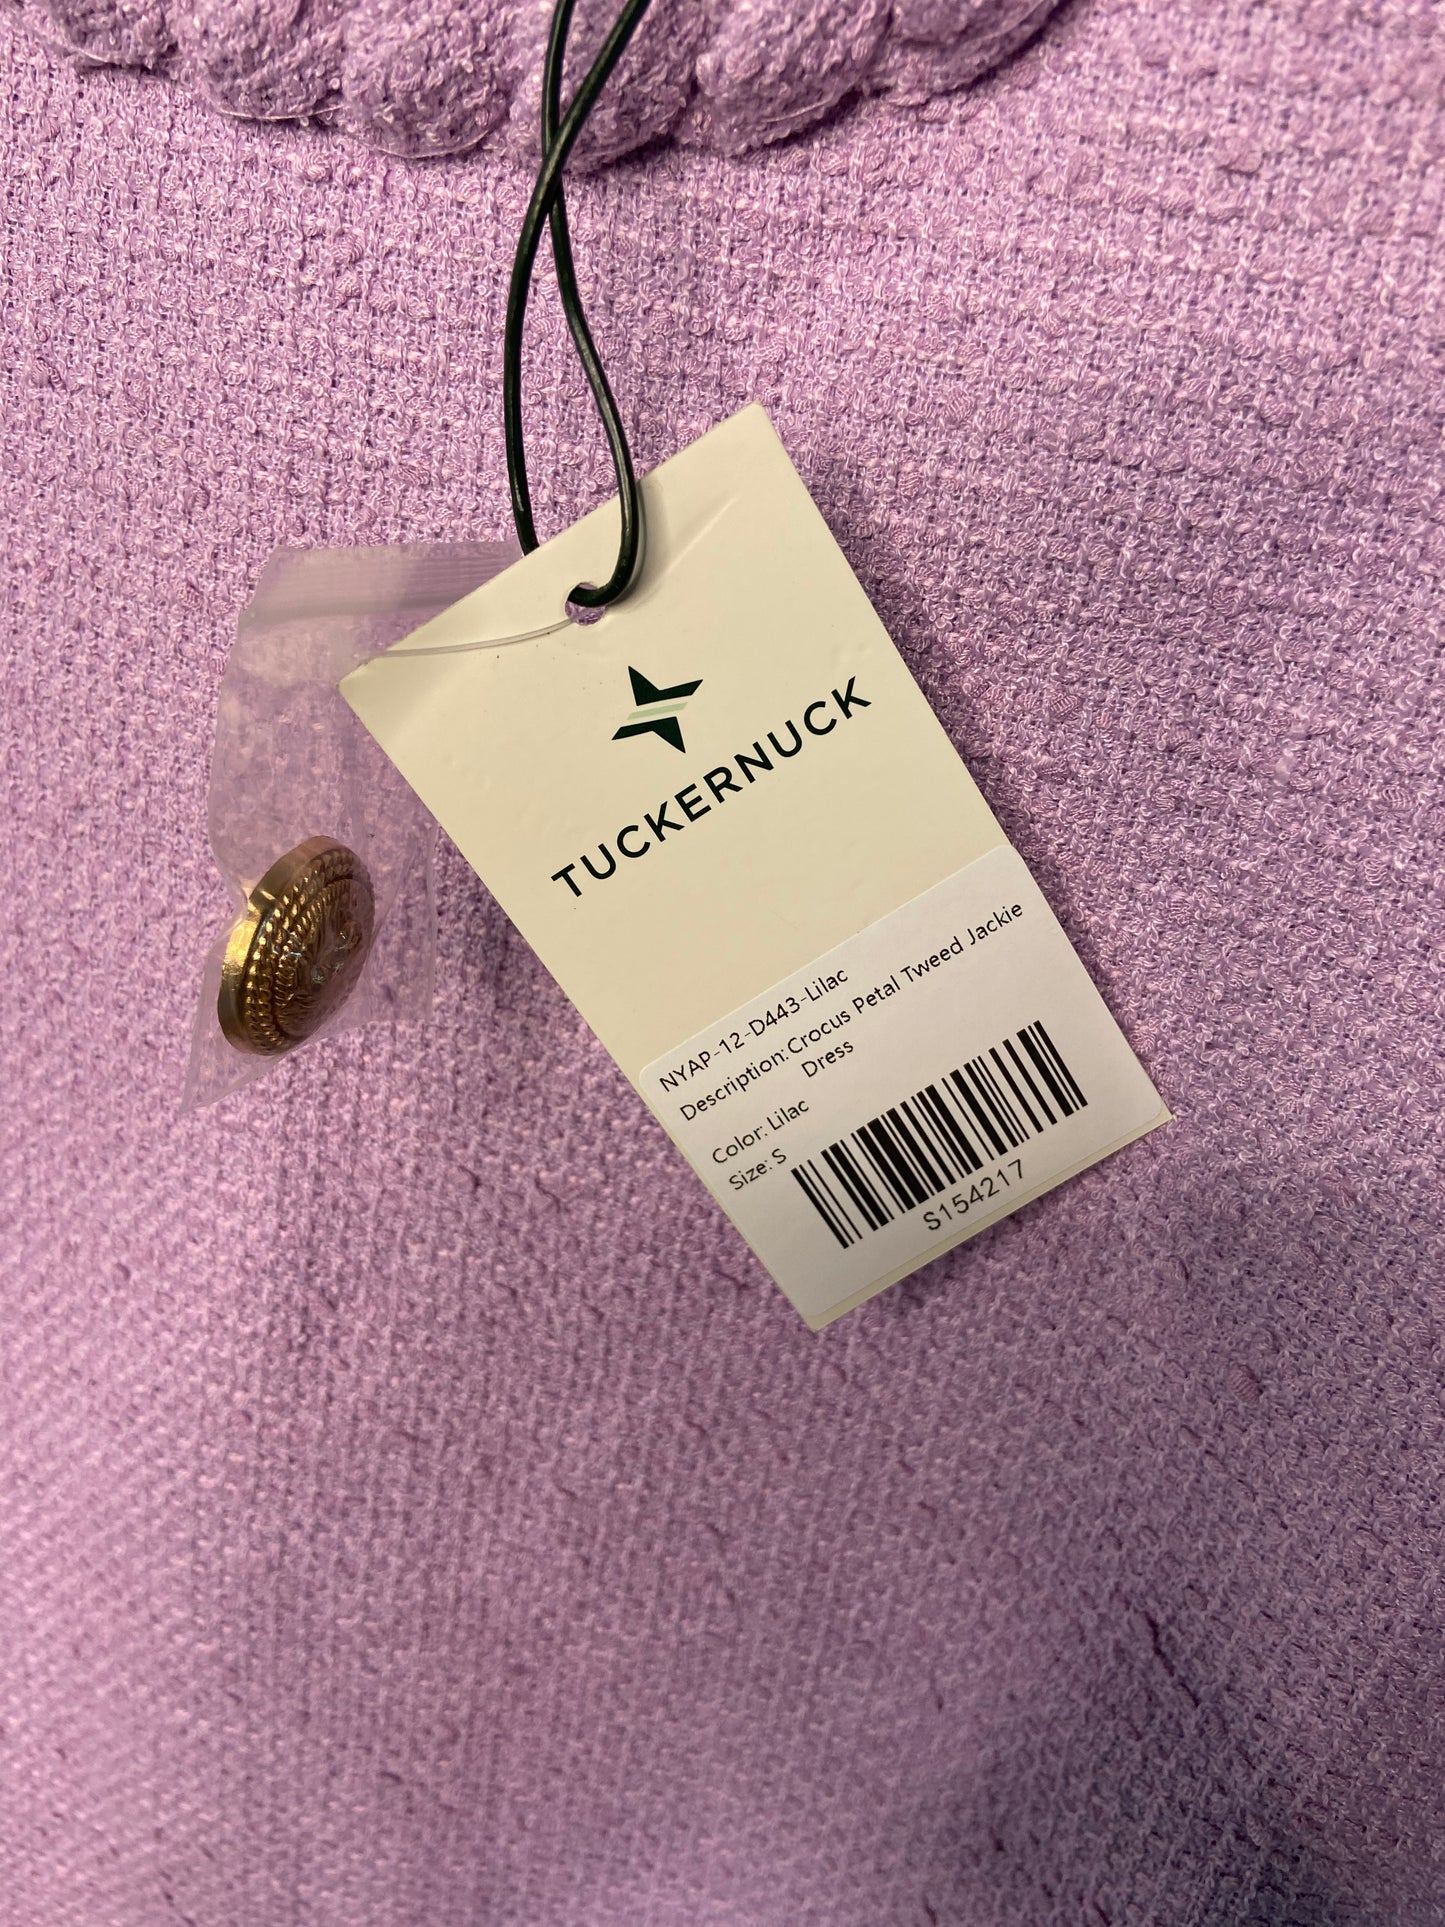 TUCKERNUCK
NYAP-12-D443-Lilac
Description: Crocus Petal Tweed Jackie
Dress
Color: Lilac
Size: S
S154217